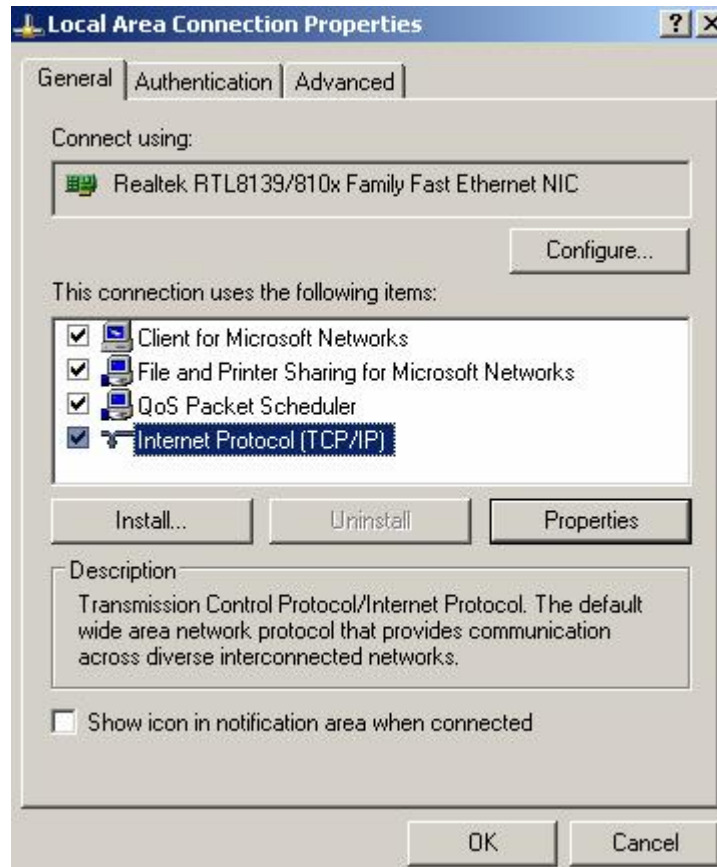 Local Area Connection Properties
General Authentication Advanced
Connect using:
Realtek RTL8139/810x Family Fast Ethernet NIC
Configure...
This connection uses the following items:
Client for Microsoft Networks
File and Printer Sharing for Microsoft Networks
QoS Packet Scheduler
Internet Protocol (TCP/IP)
Install... Uninstall Properties
Description
Transmission Control Protocol/Internet Protocol. The default
wide area network protocol that provides communication
across diverse interconnected networks.
Show icon in notification area when connected
OK Cancel